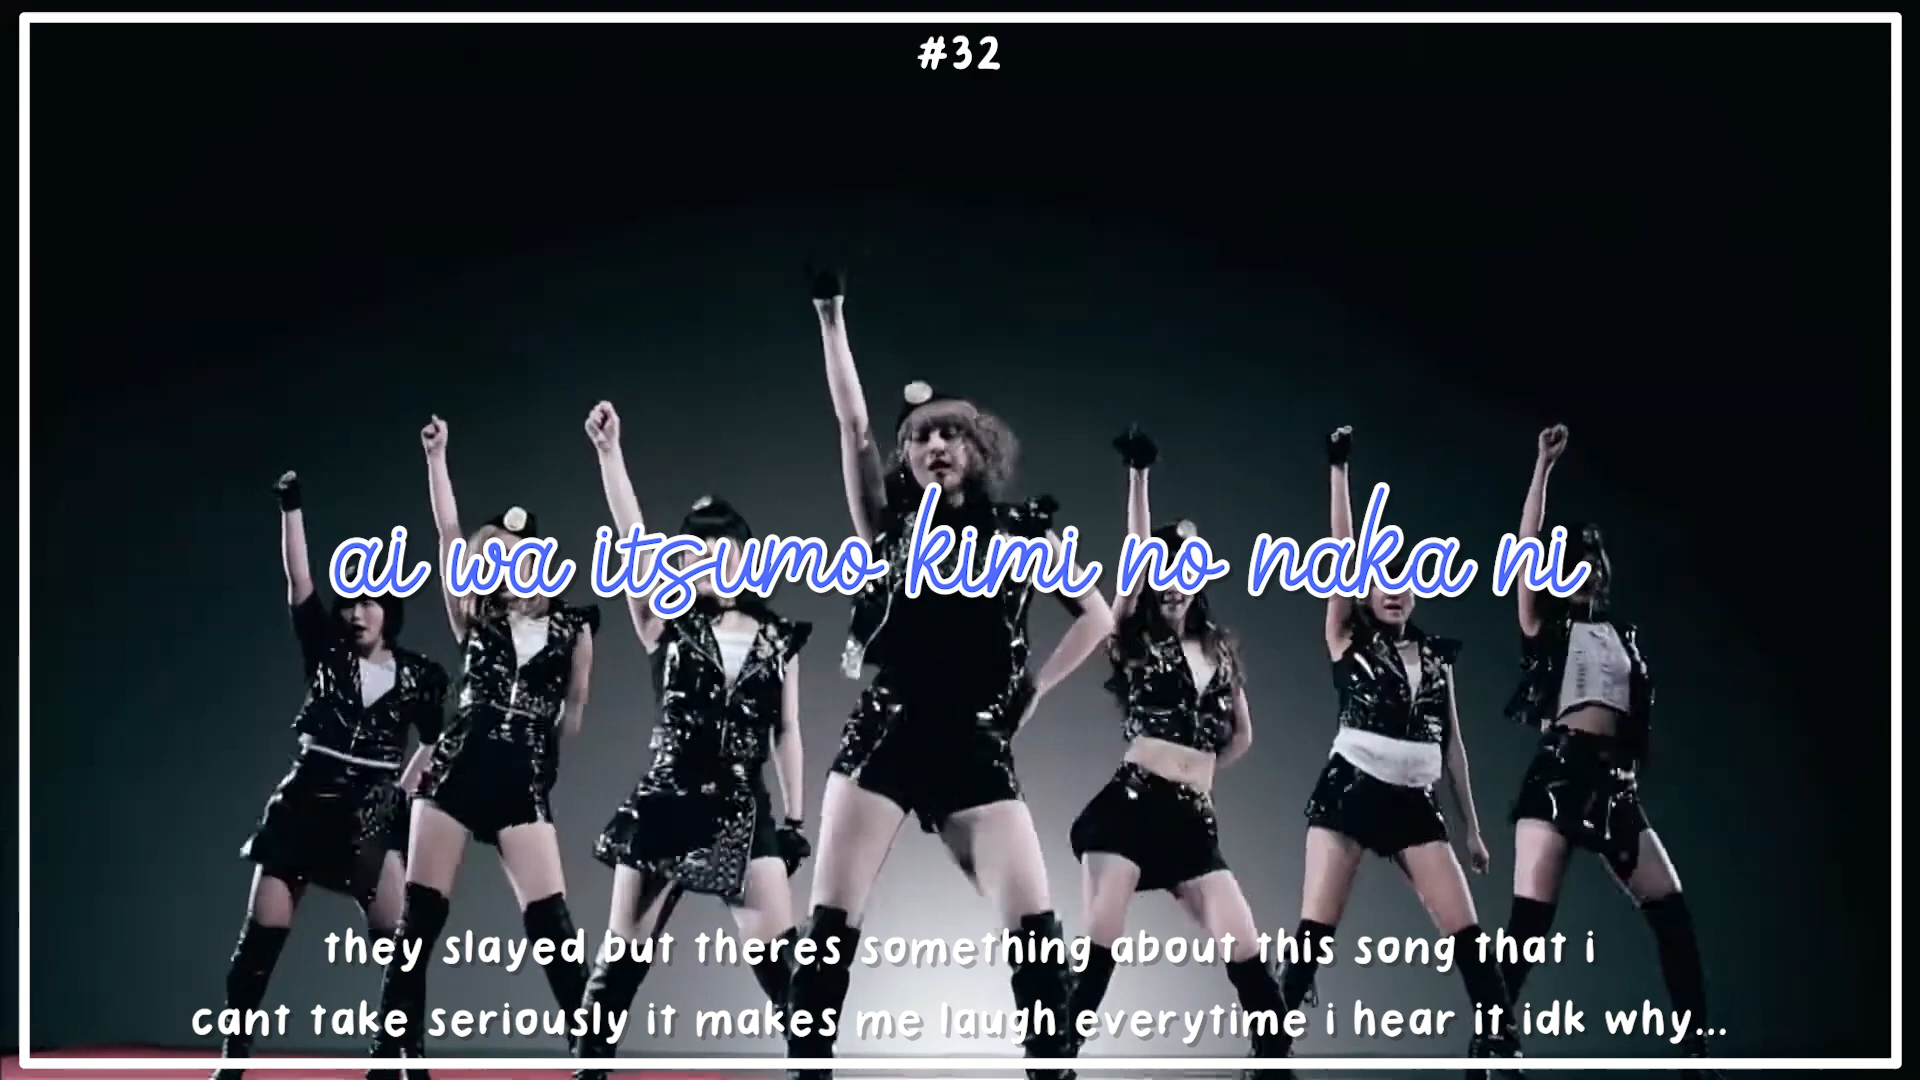 #32
ai wa itsumo kimi no naka ni
they slayed but theres something about this song that i
cant take seriously it makes me laugh everytime i hear it idk why...